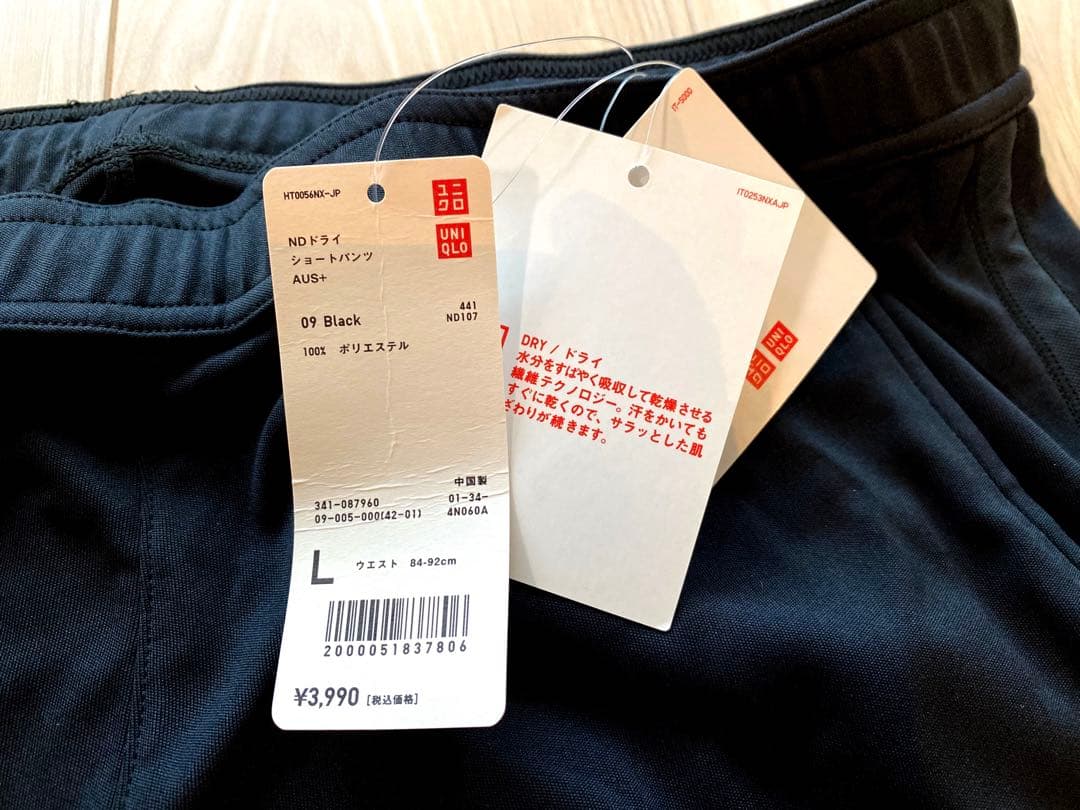 HT0056NX-JP
ユニ
クロ
UNI
QLO
NDドライ
ショートパンツ
AUS+
441
09 Black
ND107
100% ポリエステル
中国製
341-087960
01-34-
09-005-000(42-01)
4N060A
L ウエスト 84-92cm
2000051837806
¥3,990 [税込価格]
IT0253NXAJP
DRY / ドライ
水分をすばやく吸収して乾燥させる
繊維テクノロジー。汗をかいても
すぐに乾くので、サラッとした肌
ざわりが続きます。
IT-S000
UNI
QLO